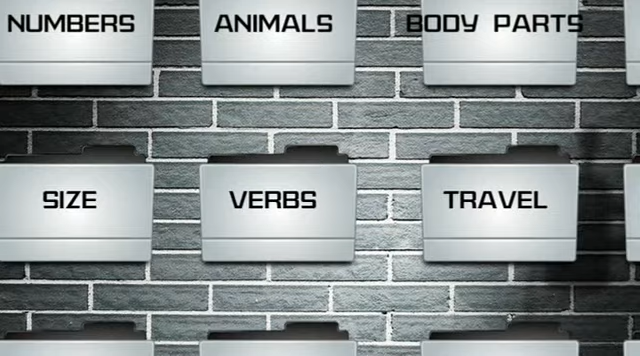 NUMBERS
ANIMALS
BODY PARTS
SIZE
VERBS
TRAVEL